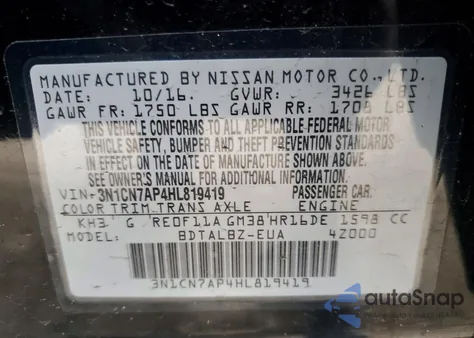 MANUFACTURED BY NISSAN MOTOR CO., LTD.
DATE: 10/16. GVWR: 3426 LBS
GAWR FR: 1750 LBS GAWR RR: 1709 LBS
THIS VEHICLE CONFORMS TO ALL APPLICABLE FEDERAL MOTOR
VEHICLE SAFETY, BUMPER AND THEFT PREVENTION STANDARDS
IN EFFECT ON THE DATE OF MANUFACTURE SHOWN ABOVE.
SEE OWNER'S MANUAL FOR ADDITIONAL INFORMATION.
VIN: 3N1CN7AP4HL819419 PASSENGER CAR.
COLOR TRIM TRANS AXLE ENGINE
KH3 G RE0F11A GM38 HR16DE 1598 CC
MODEL: BDTALBZ-EUA 4Z000
3N1CN7AP4HL819419
autoSnap